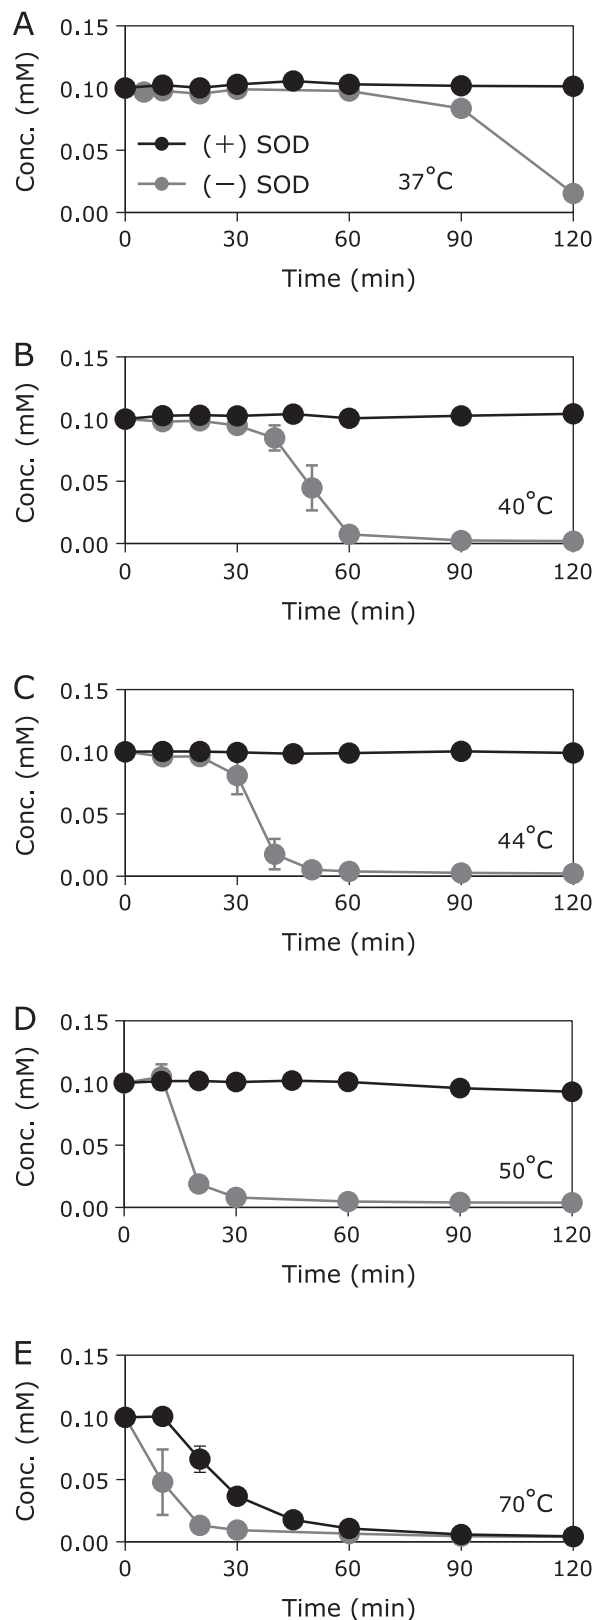 A
Conc. (mM)
0.15
0.10
0.05
0.00
(+) SOD
(−) SOD
37°C
0 30 60 90 120
Time (min)
B
Conc. (mM)
0.15
0.10
0.05
0.00
40°C
0 30 60 90 120
Time (min)
C
Conc. (mM)
0.15
0.10
0.05
0.00
44°C
0 30 60 90 120
Time (min)
D
Conc. (mM)
0.15
0.10
0.05
0.00
50°C
0 30 60 90 120
Time (min)
E
Conc. (mM)
0.15
0.10
0.05
0.00
70°C
0 30 60 90 120
Time (min)